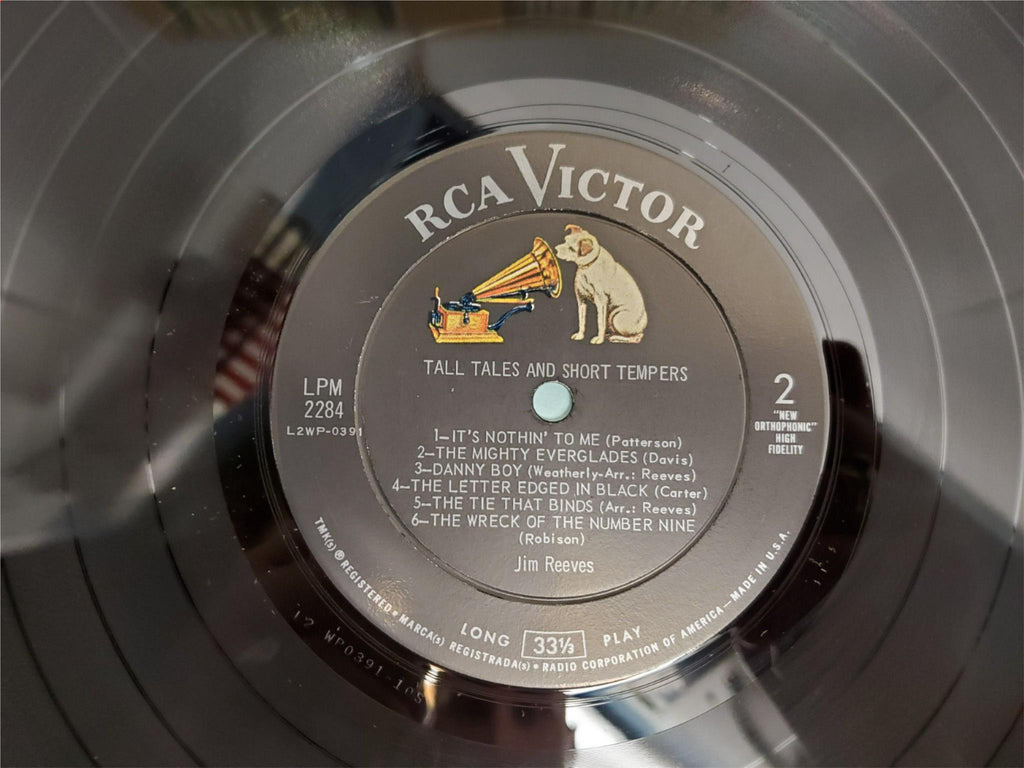 RCA VICTOR
TALL TALES AND SHORT TEMPERS
LPM
2284
L2WP-0391
2
"NEW
ORTHOPHONIC"
HIGH
FIDELITY
1—IT'S NOTHIN' TO ME (Patterson)
2—THE MIGHTY EVERGLADES (Davis)
3—DANNY BOY (Weatherly-Arr.: Reeves)
4—THE LETTER EDGED IN BLACK (Carter)
5—THE TIE THAT BINDS (Arr.: Reeves)
6—THE WRECK OF THE NUMBER NINE
(Robison)
Jim Reeves
LONG 33⅓ PLAY
TMK(s) ® REGISTERED • MARCA(s) REGISTRADA(s) • RADIO CORPORATION OF AMERICA—MADE IN U.S.A.
L2 WP0391-10S